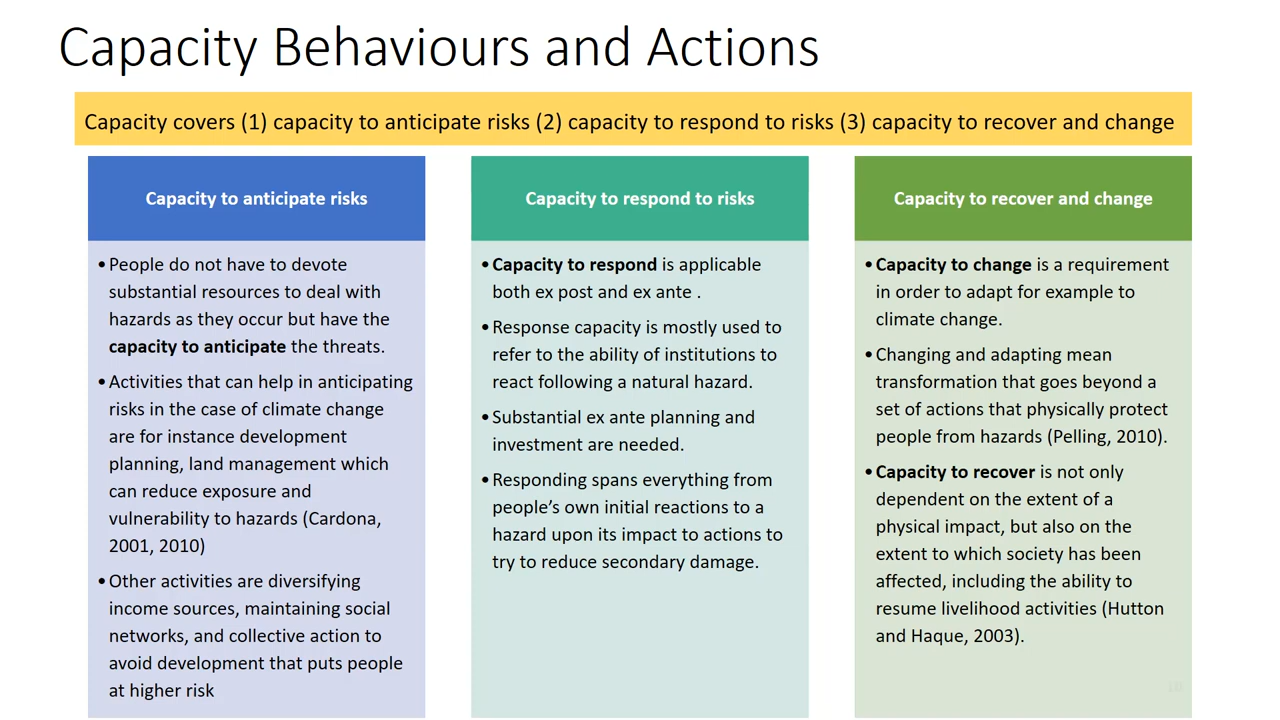 Capacity Behaviours and Actions
Capacity covers (1) capacity to anticipate risks (2) capacity to respond to risks (3) capacity to recover and change
Capacity to anticipate risks
•People do not have to devote
substantial resources to deal with
hazards as they occur but have the
capacity to anticipate the threats.
•Activities that can help in anticipating
risks in the case of climate change
are for instance development
planning, land management which
can reduce exposure and
vulnerability to hazards (Cardona,
2001, 2010)
•Other activities are diversifying
income sources, maintaining social
networks, and collective action to
avoid development that puts people
at higher risk
Capacity to respond to risks
•Capacity to respond is applicable
both ex post and ex ante .
•Response capacity is mostly used to
refer to the ability of institutions to
react following a natural hazard.
•Substantial ex ante planning and
investment are needed.
•Responding spans everything from
people’s own initial reactions to a
hazard upon its impact to actions to
try to reduce secondary damage.
Capacity to recover and change
•Capacity to change is a requirement
in order to adapt for example to
climate change.
•Changing and adapting mean
transformation that goes beyond a
set of actions that physically protect
people from hazards (Pelling, 2010).
•Capacity to recover is not only
dependent on the extent of a
physical impact, but also on the
extent to which society has been
affected, including the ability to
resume livelihood activities (Hutton
and Haque, 2003).